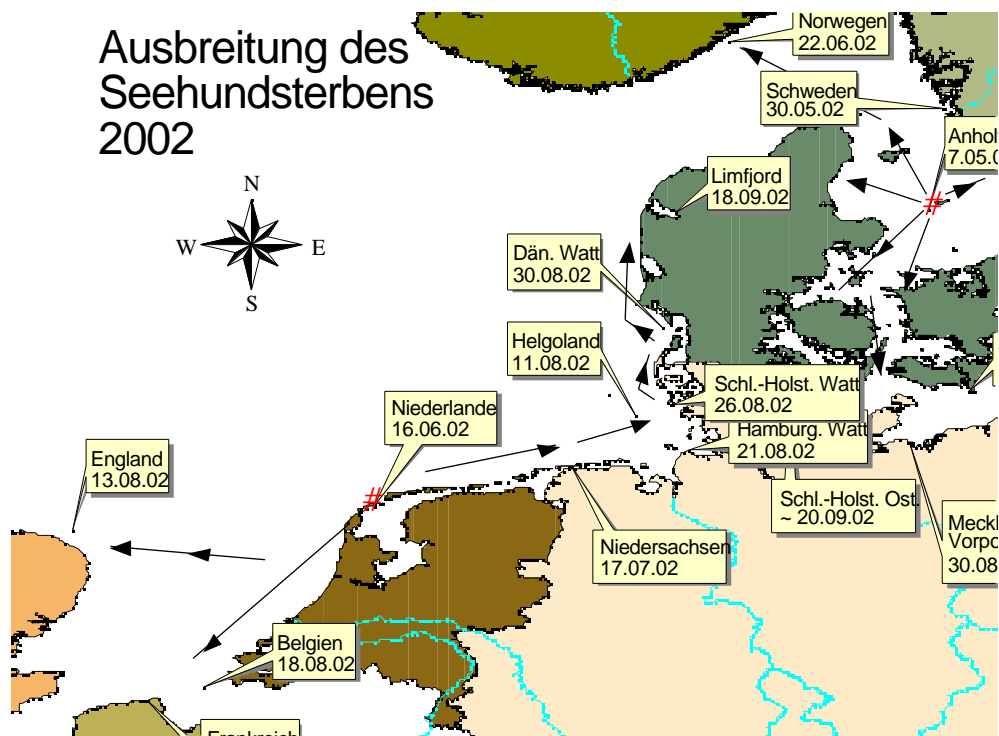 Ausbreitung des
Seehundsterbens
2002
Norwegen
22.06.02
Schweden
30.05.02
Limfjord
18.09.02
N
W
E
S
Dän. Watt
30.08.02
Helgoland
11.08.02
Schl.-Holst. Watt
26.08.02
Niederlande
16.06.02
Hamburg. Watt
21.08.02
England
13.08.02
Schl.-Holst. Ost.
~ 20.09.02
Niedersachsen
17.07.02
Belgien
18.08.02
Frankreich